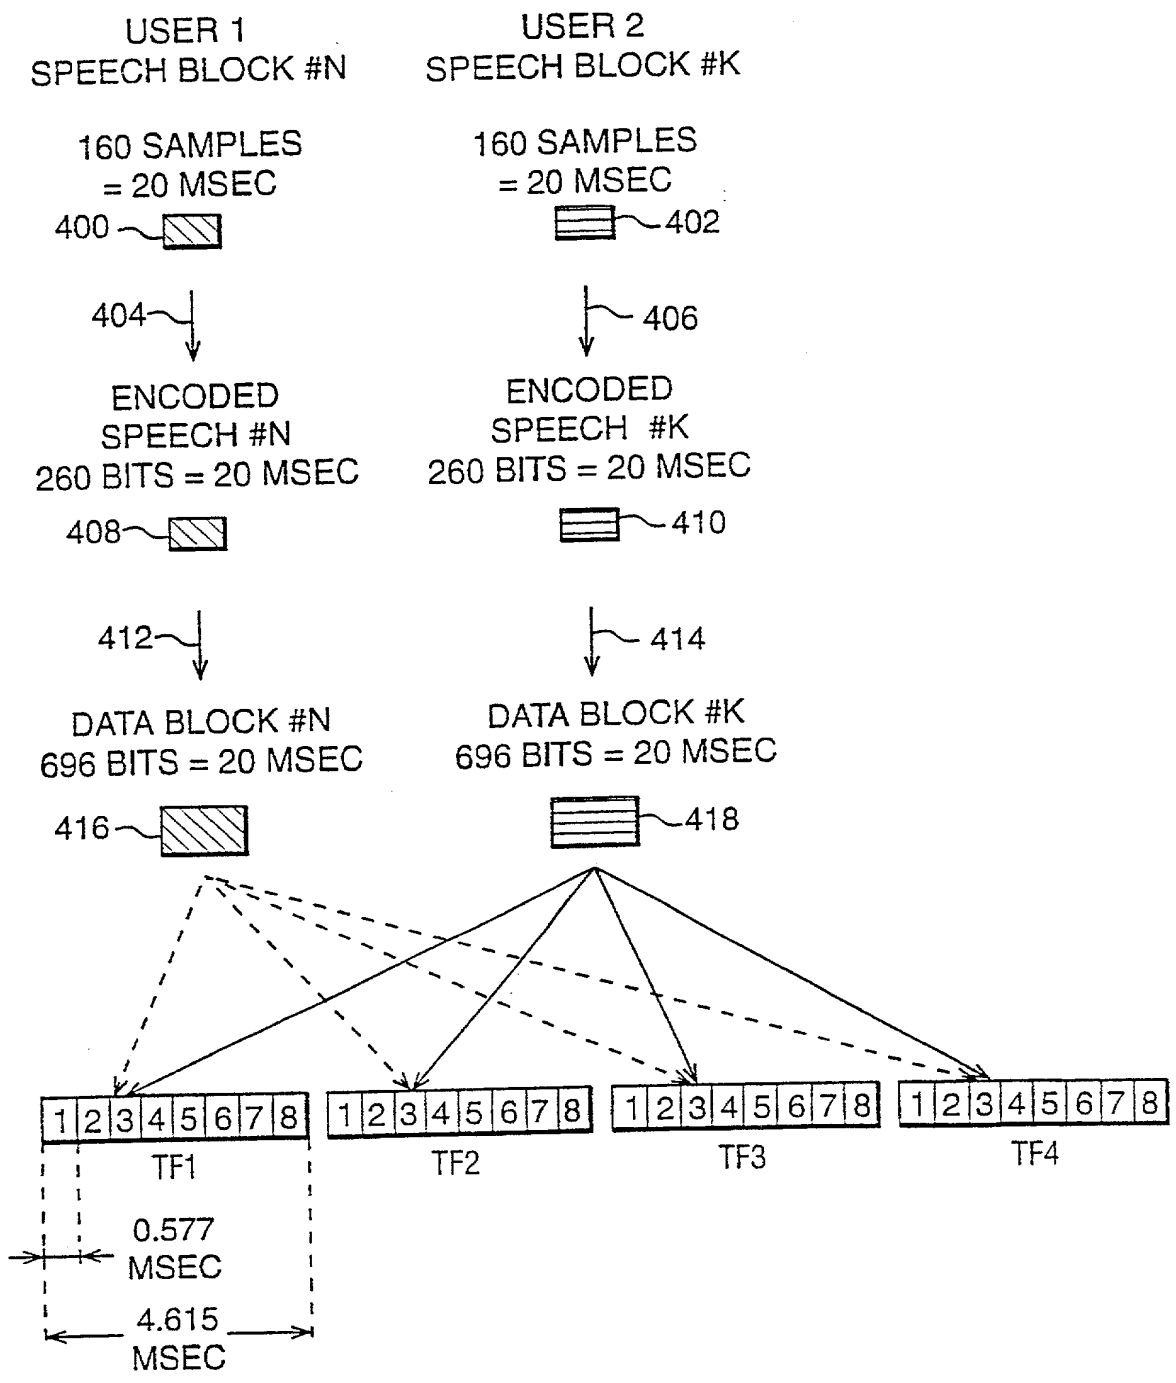 USER 1
SPEECH BLOCK #N
USER 2
SPEECH BLOCK #K
160 SAMPLES
= 20 MSEC
160 SAMPLES
= 20 MSEC
400
402
404
406
ENCODED
SPEECH #N
260 BITS = 20 MSEC
ENCODED
SPEECH #K
260 BITS = 20 MSEC
408
410
412
414
DATA BLOCK #N
696 BITS = 20 MSEC
DATA BLOCK #K
696 BITS = 20 MSEC
416
418
1 2 3 4 5 6 7 8
1 2 3 4 5 6 7 8
1 2 3 4 5 6 7 8
1 2 3 4 5 6 7 8
TF1
TF2
TF3
TF4
0.577
MSEC
4.615
MSEC